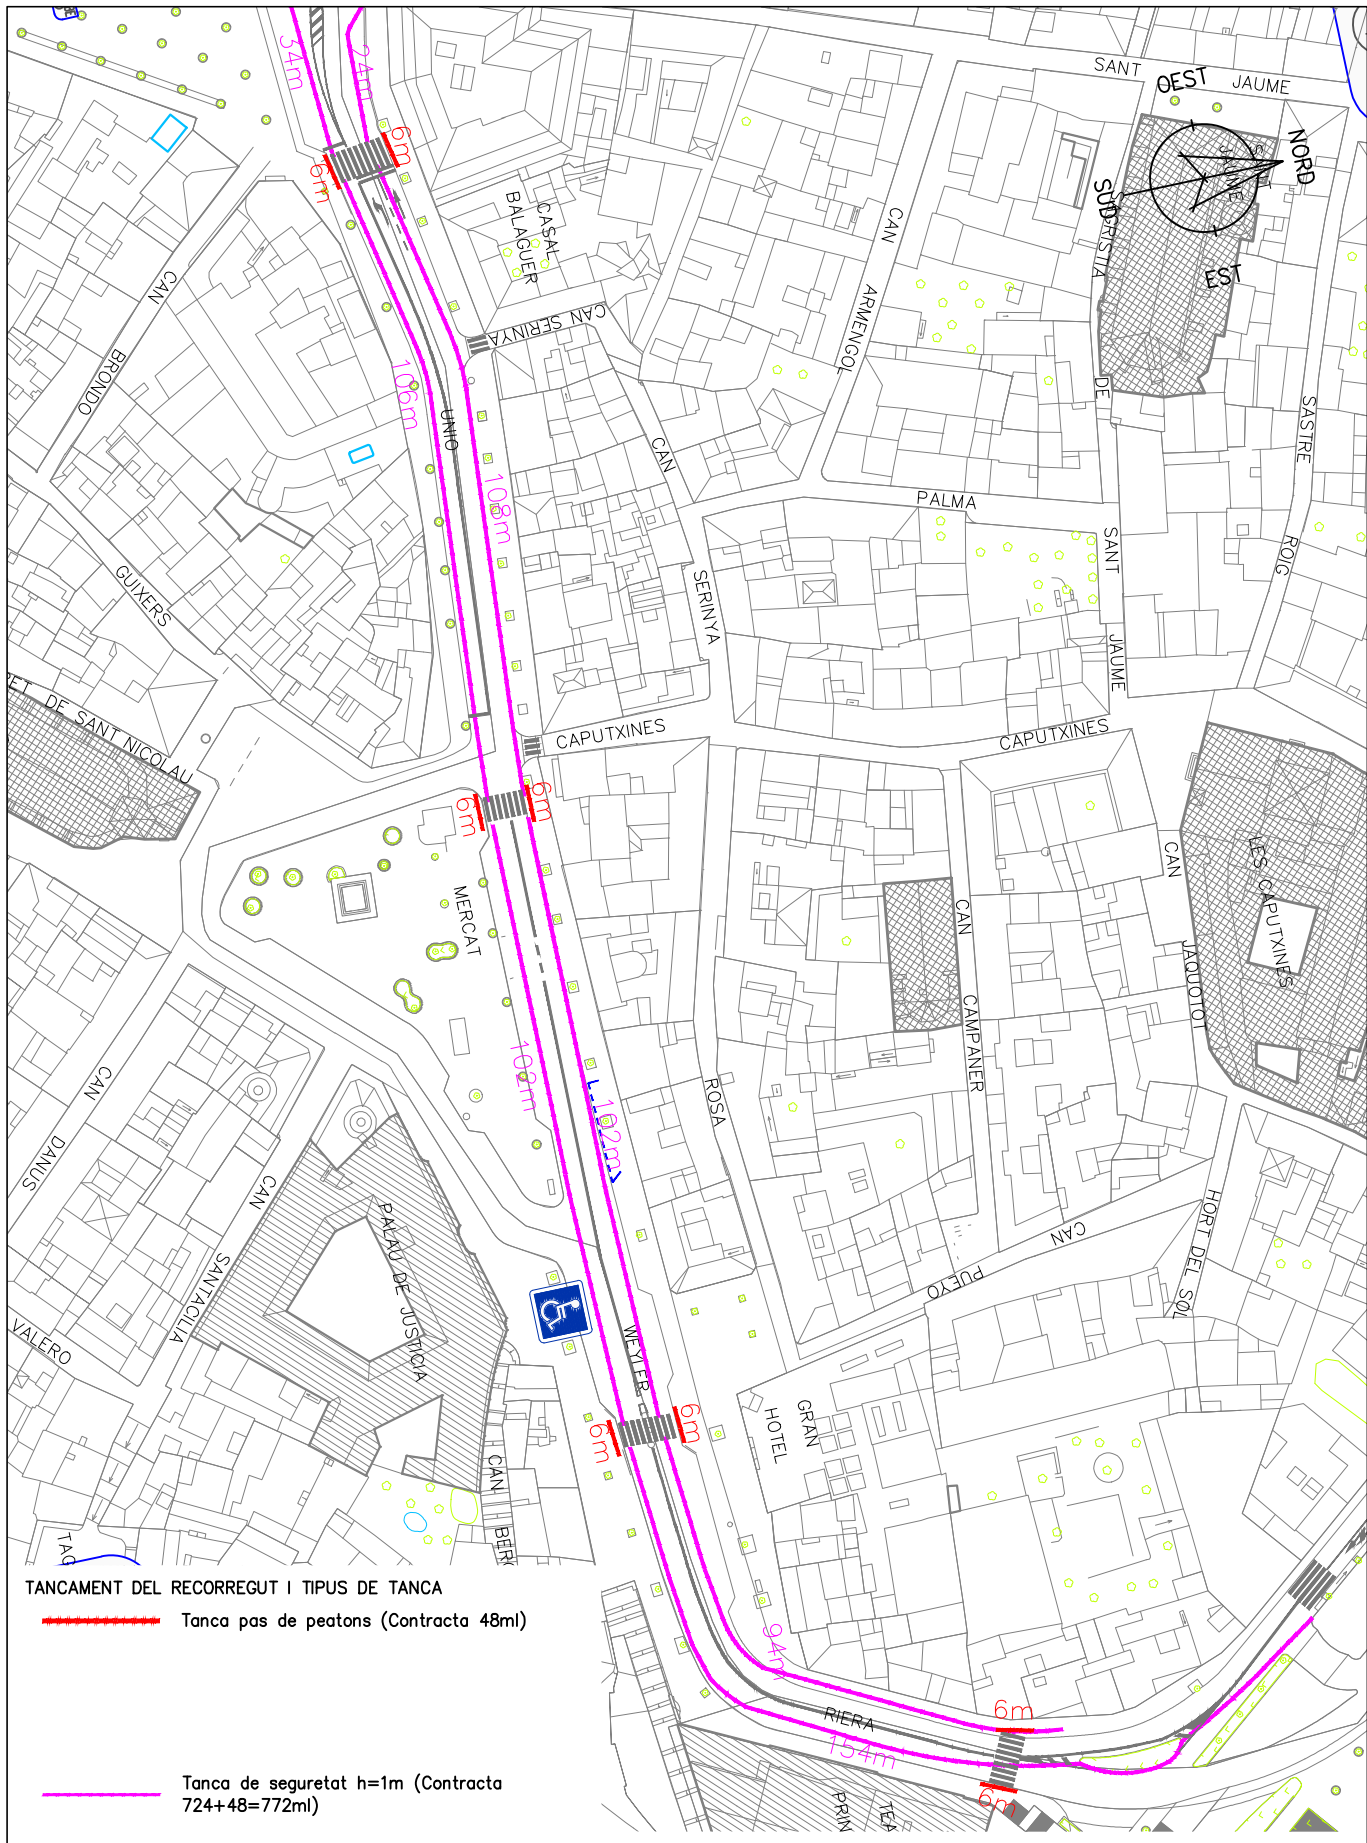 34m
24m
6m
6m
SANT
JAUME
OEST
NORD
SUD
EST
SANT
JAUME
CASAL
BALAGUER
CAN
ARMENGOL
CAN
BRONDO
CAN SERINYA
106m
UNIO
108m
CAN
SERINYA
PALMA
DE
SANT
JAUME
SASTRE
ROIG
GUIXERS
DE SANT NICOLAU
CAPUTXINES
CAPUTXINES
6m
6m
MERCAT
CAN
JAQUOTOT
LES CAPUTXINES
CAN
CAMPANER
102m
102m
ROSA
CAN
DANUS
CAN
SANTACILIA
PALAU DE JUSTICIA
HORT DEL SOL
CAN
PUEYO
VALERO
WEYLER
6m
6m
GRAN
HOTEL
CAN
BERG
TAG
94m
RIERA
154m
6m
6m
PRIN
TEA
TANCAMENT DEL RECORREGUT I TIPUS DE TANCA
Tanca pas de peatons (Contracta 48ml)
Tanca de seguretat h=1m (Contracta
724+48=772ml)